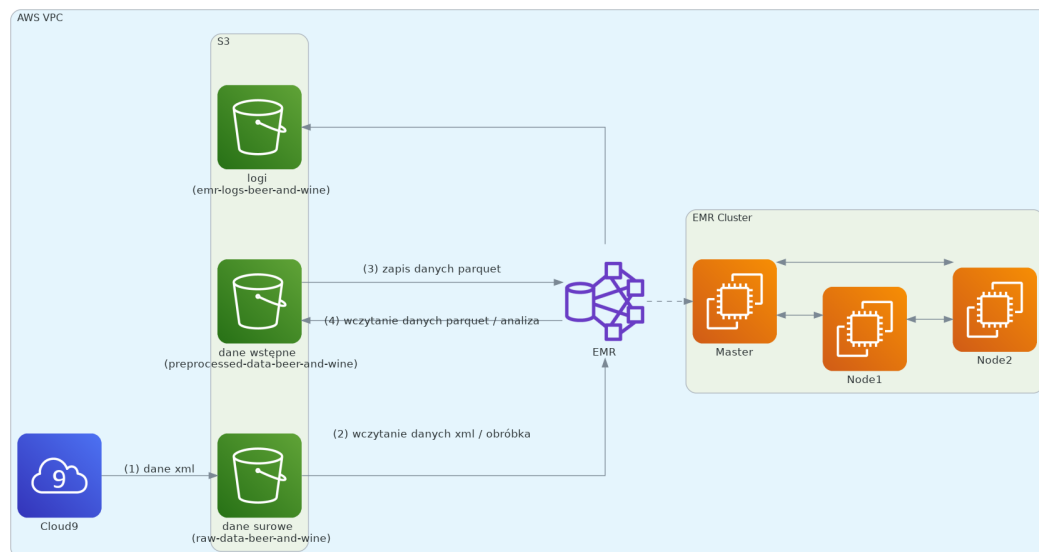 AWS VPC
S3
logi
(emr-logs-beer-and-wine)
EMR Cluster
(3) zapis danych parquet
(4) wczytanie danych parquet / analiza
dane wstępne
(preprocessed-data-beer-and-wine)
EMR
Master
Node1
Node2
(2) wczytanie danych xml / obróbka
9
(1) dane xml
Cloud9
dane surowe
(raw-data-beer-and-wine)